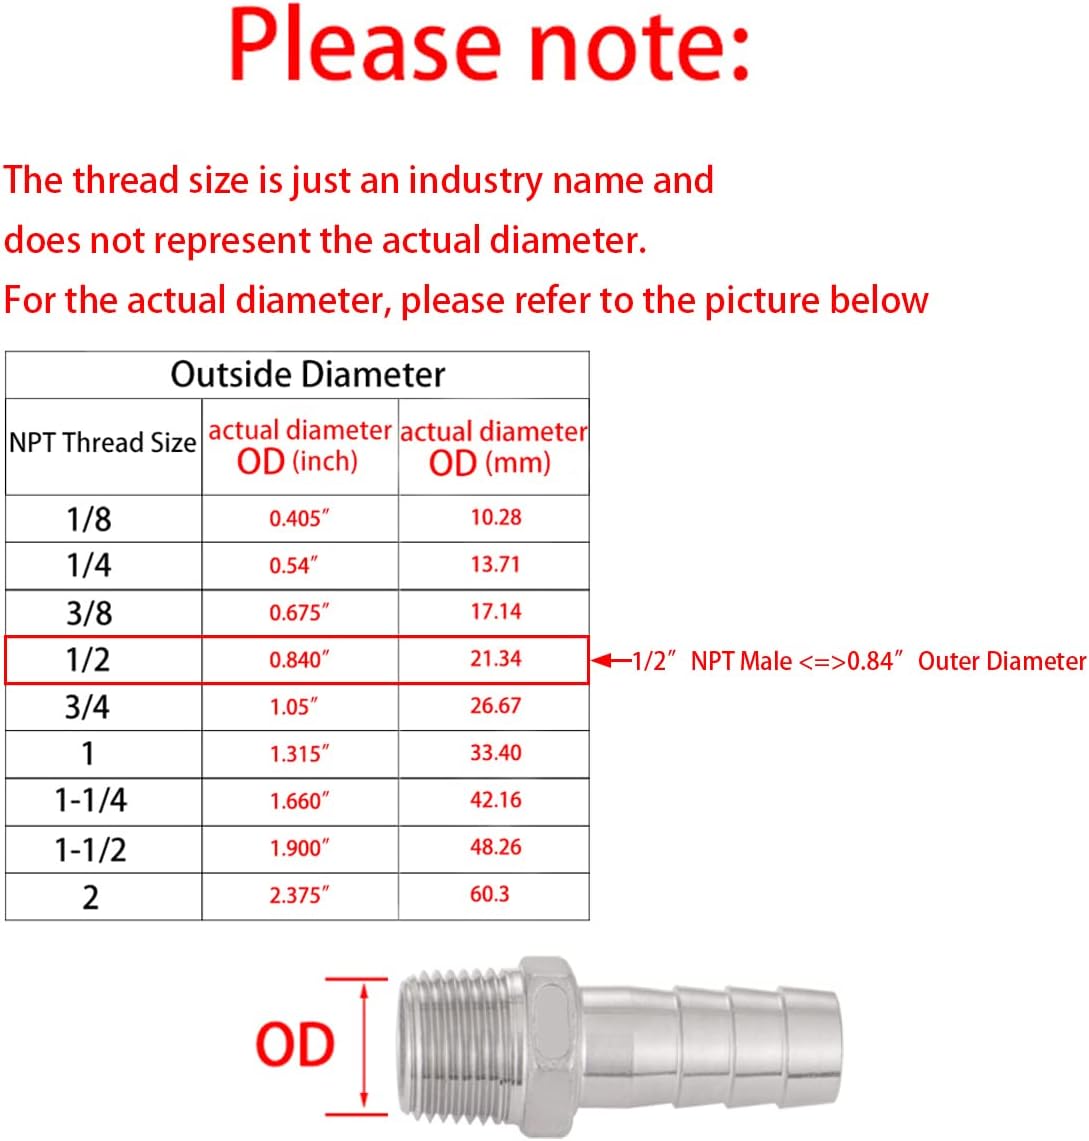 Please note:
The thread size is just an industry name and
does not represent the actual diameter.
For the actual diameter, please refer to the picture below
Outside Diameter
NPT Thread Size actual diameter OD (inch) actual diameter OD (mm)
1/8 0.405″ 10.28
1/4 0.54″ 13.71
3/8 0.675″ 17.14
1/2 0.840″ 21.34 1/2″ NPT Male <=>0.84″ Outer Diameter
3/4 1.05″ 26.67
1 1.315″ 33.40
1-1/4 1.660″ 42.16
1-1/2 1.900″ 48.26
2 2.375″ 60.3
OD